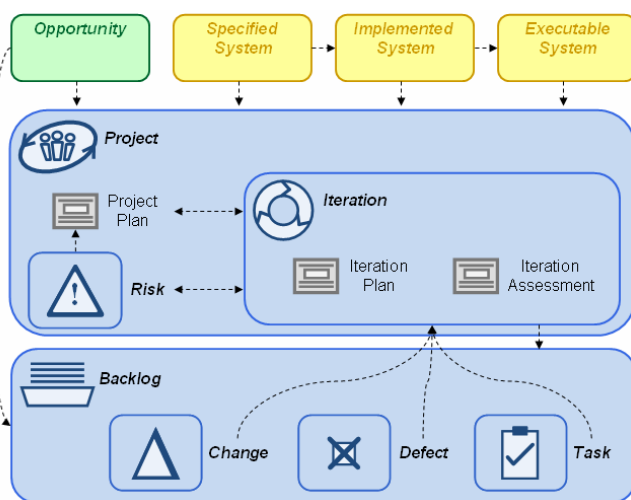 Opportunity
Specified
System
Implemented
System
Executable
System
Project
Project
Plan
Iteration
Iteration
Plan
Iteration
Assessment
Risk
Backlog
Change
Defect
Task